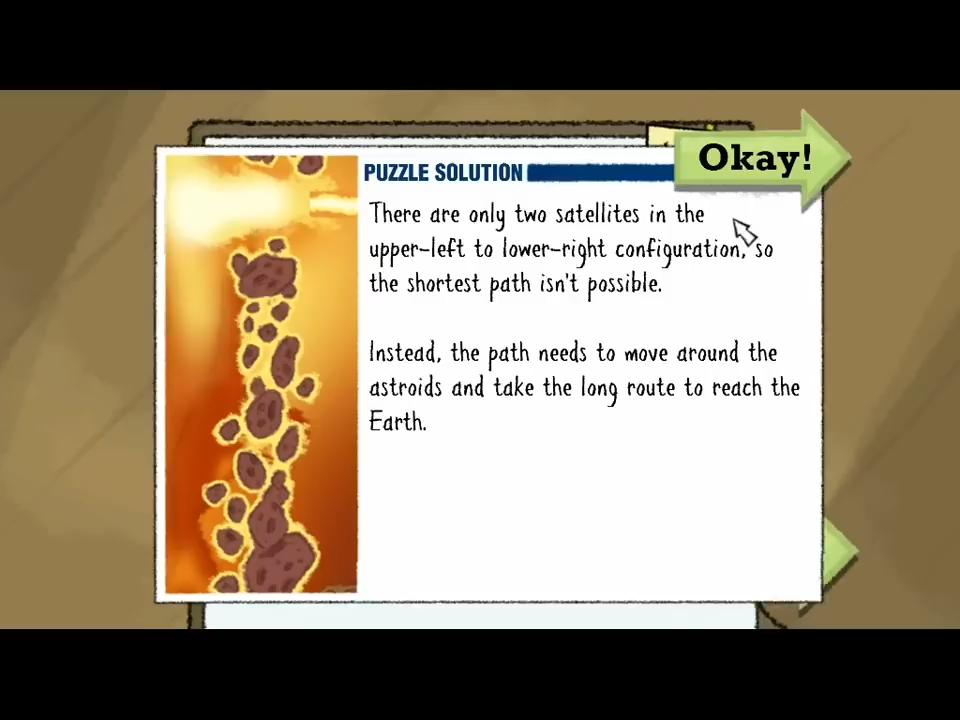 Okay!
PUZZLE SOLUTION
There are only two satellites in the
upper-left to lower-right configuration, so
the shortest path isn't possible.
Instead, the path needs to move around the
astroids and take the long route to reach the
Earth.